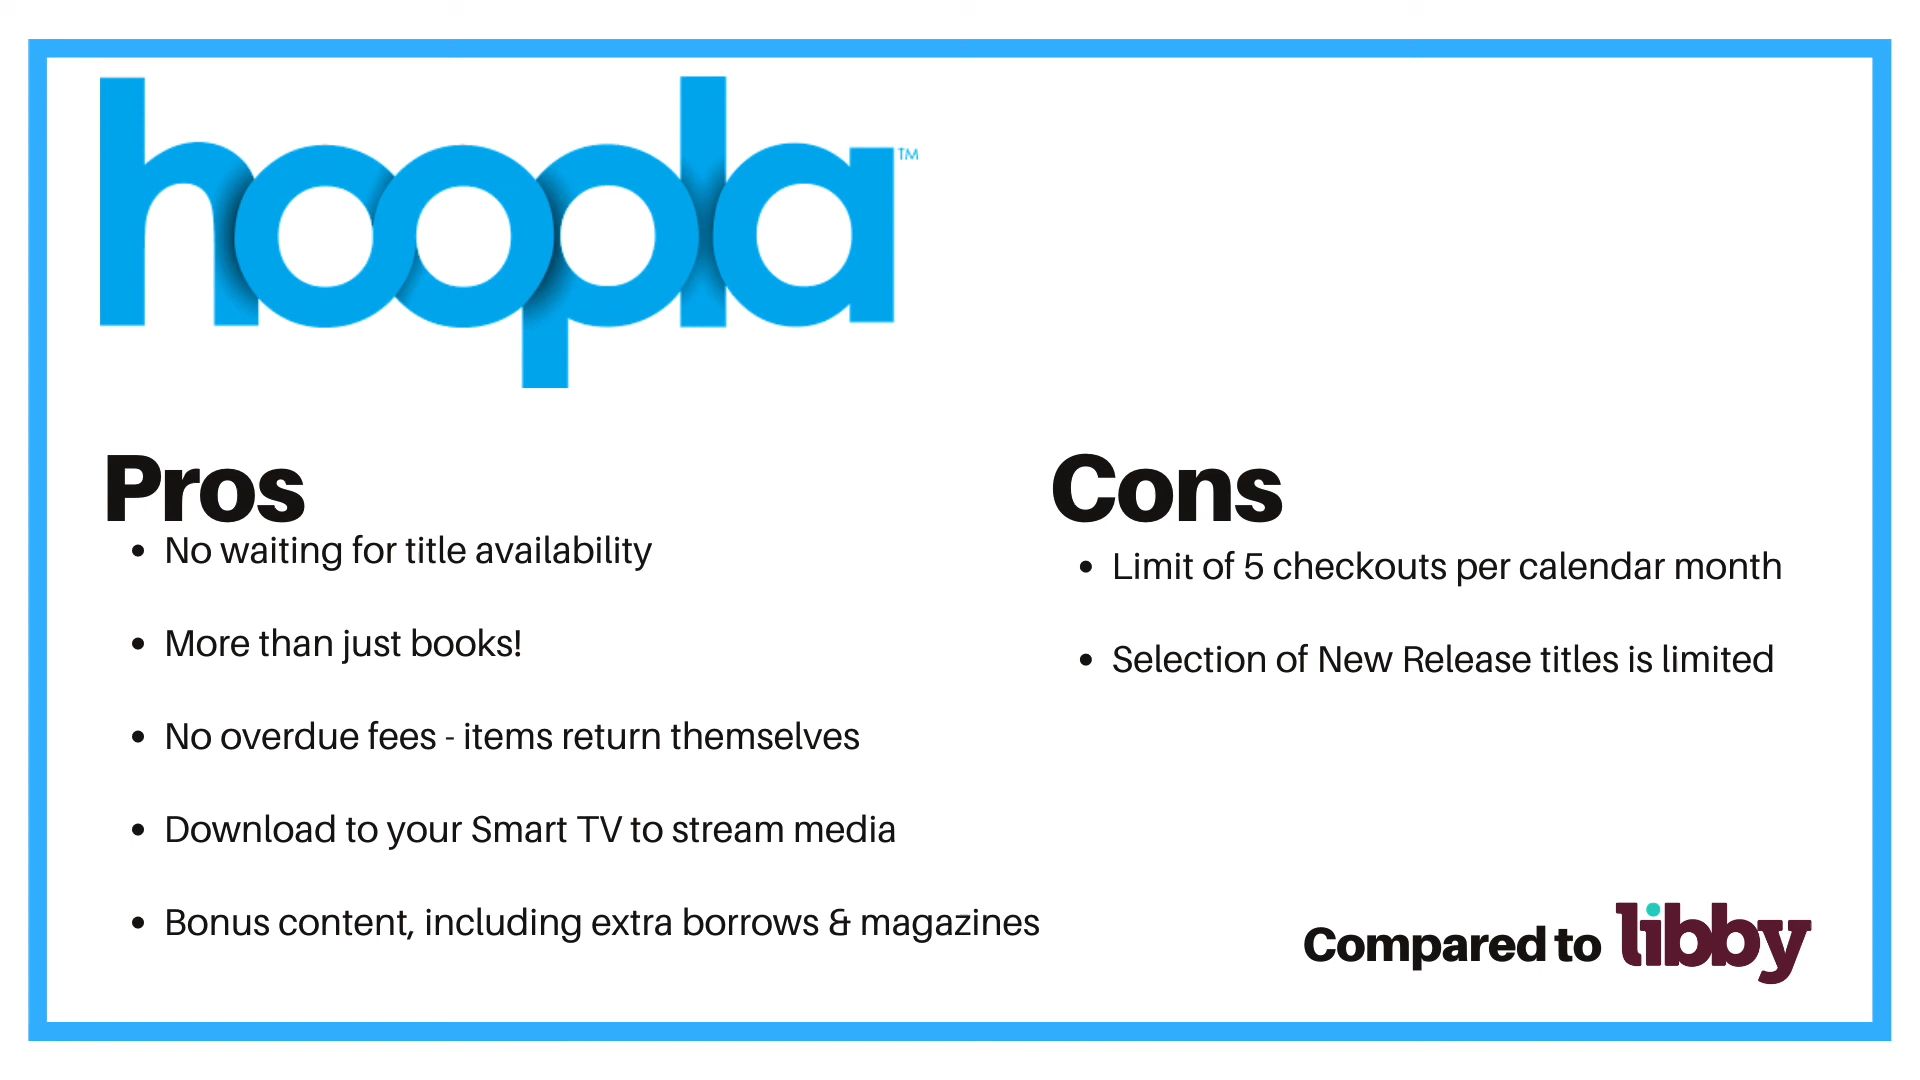 hoopla™
Pros
• No waiting for title availability
• More than just books!
• No overdue fees - items return themselves
• Download to your Smart TV to stream media
• Bonus content, including extra borrows & magazines
Cons
• Limit of 5 checkouts per calendar month
• Selection of New Release titles is limited
Compared to libby